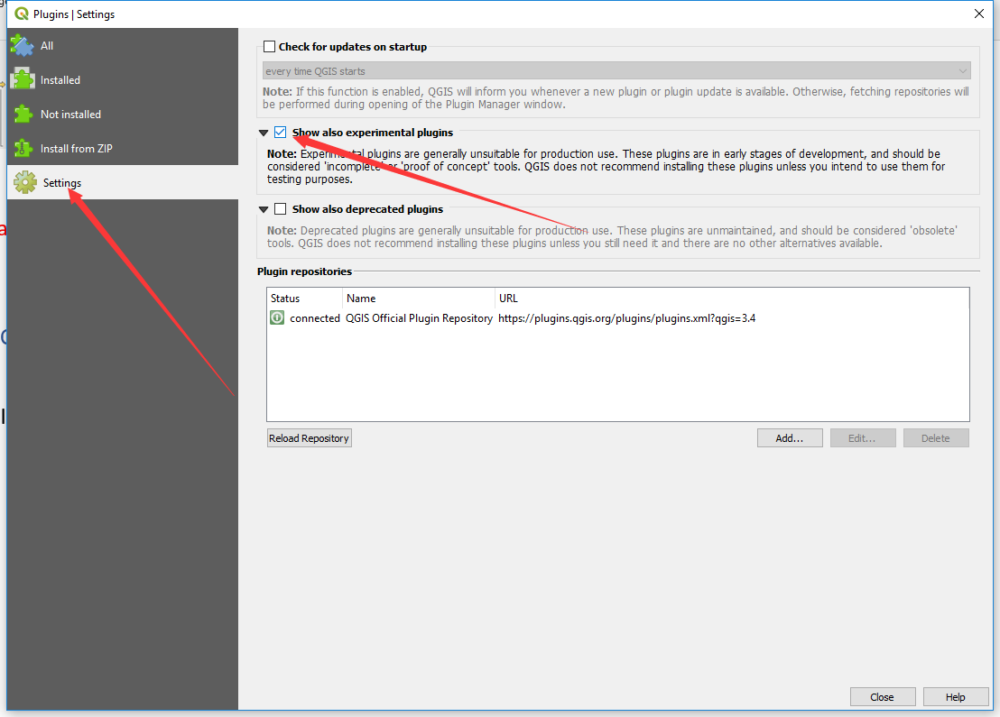 Plugins | Settings
All
Installed
Not installed
Install from ZIP
Settings
Check for updates on startup
every time QGIS starts
Note: If this function is enabled, QGIS will inform you whenever a new plugin or plugin update is available. Otherwise, fetching repositories will
be performed during opening of the Plugin Manager window.
Show also experimental plugins
Note: Experimental plugins are generally unsuitable for production use. These plugins are in early stages of development, and should be
considered 'incomplete' or 'proof of concept' tools. QGIS does not recommend installing these plugins unless you intend to use them for
testing purposes.
Show also deprecated plugins
Note: Deprecated plugins are generally unsuitable for production use. These plugins are unmaintained, and should be considered 'obsolete'
tools. QGIS does not recommend installing these plugins unless you still need it and there are no other alternatives available.
Plugin repositories
Status Name URL
connected QGIS Official Plugin Repository https://plugins.qgis.org/plugins/plugins.xml?qgis=3.4
Reload Repository Add... Edit... Delete
Close Help